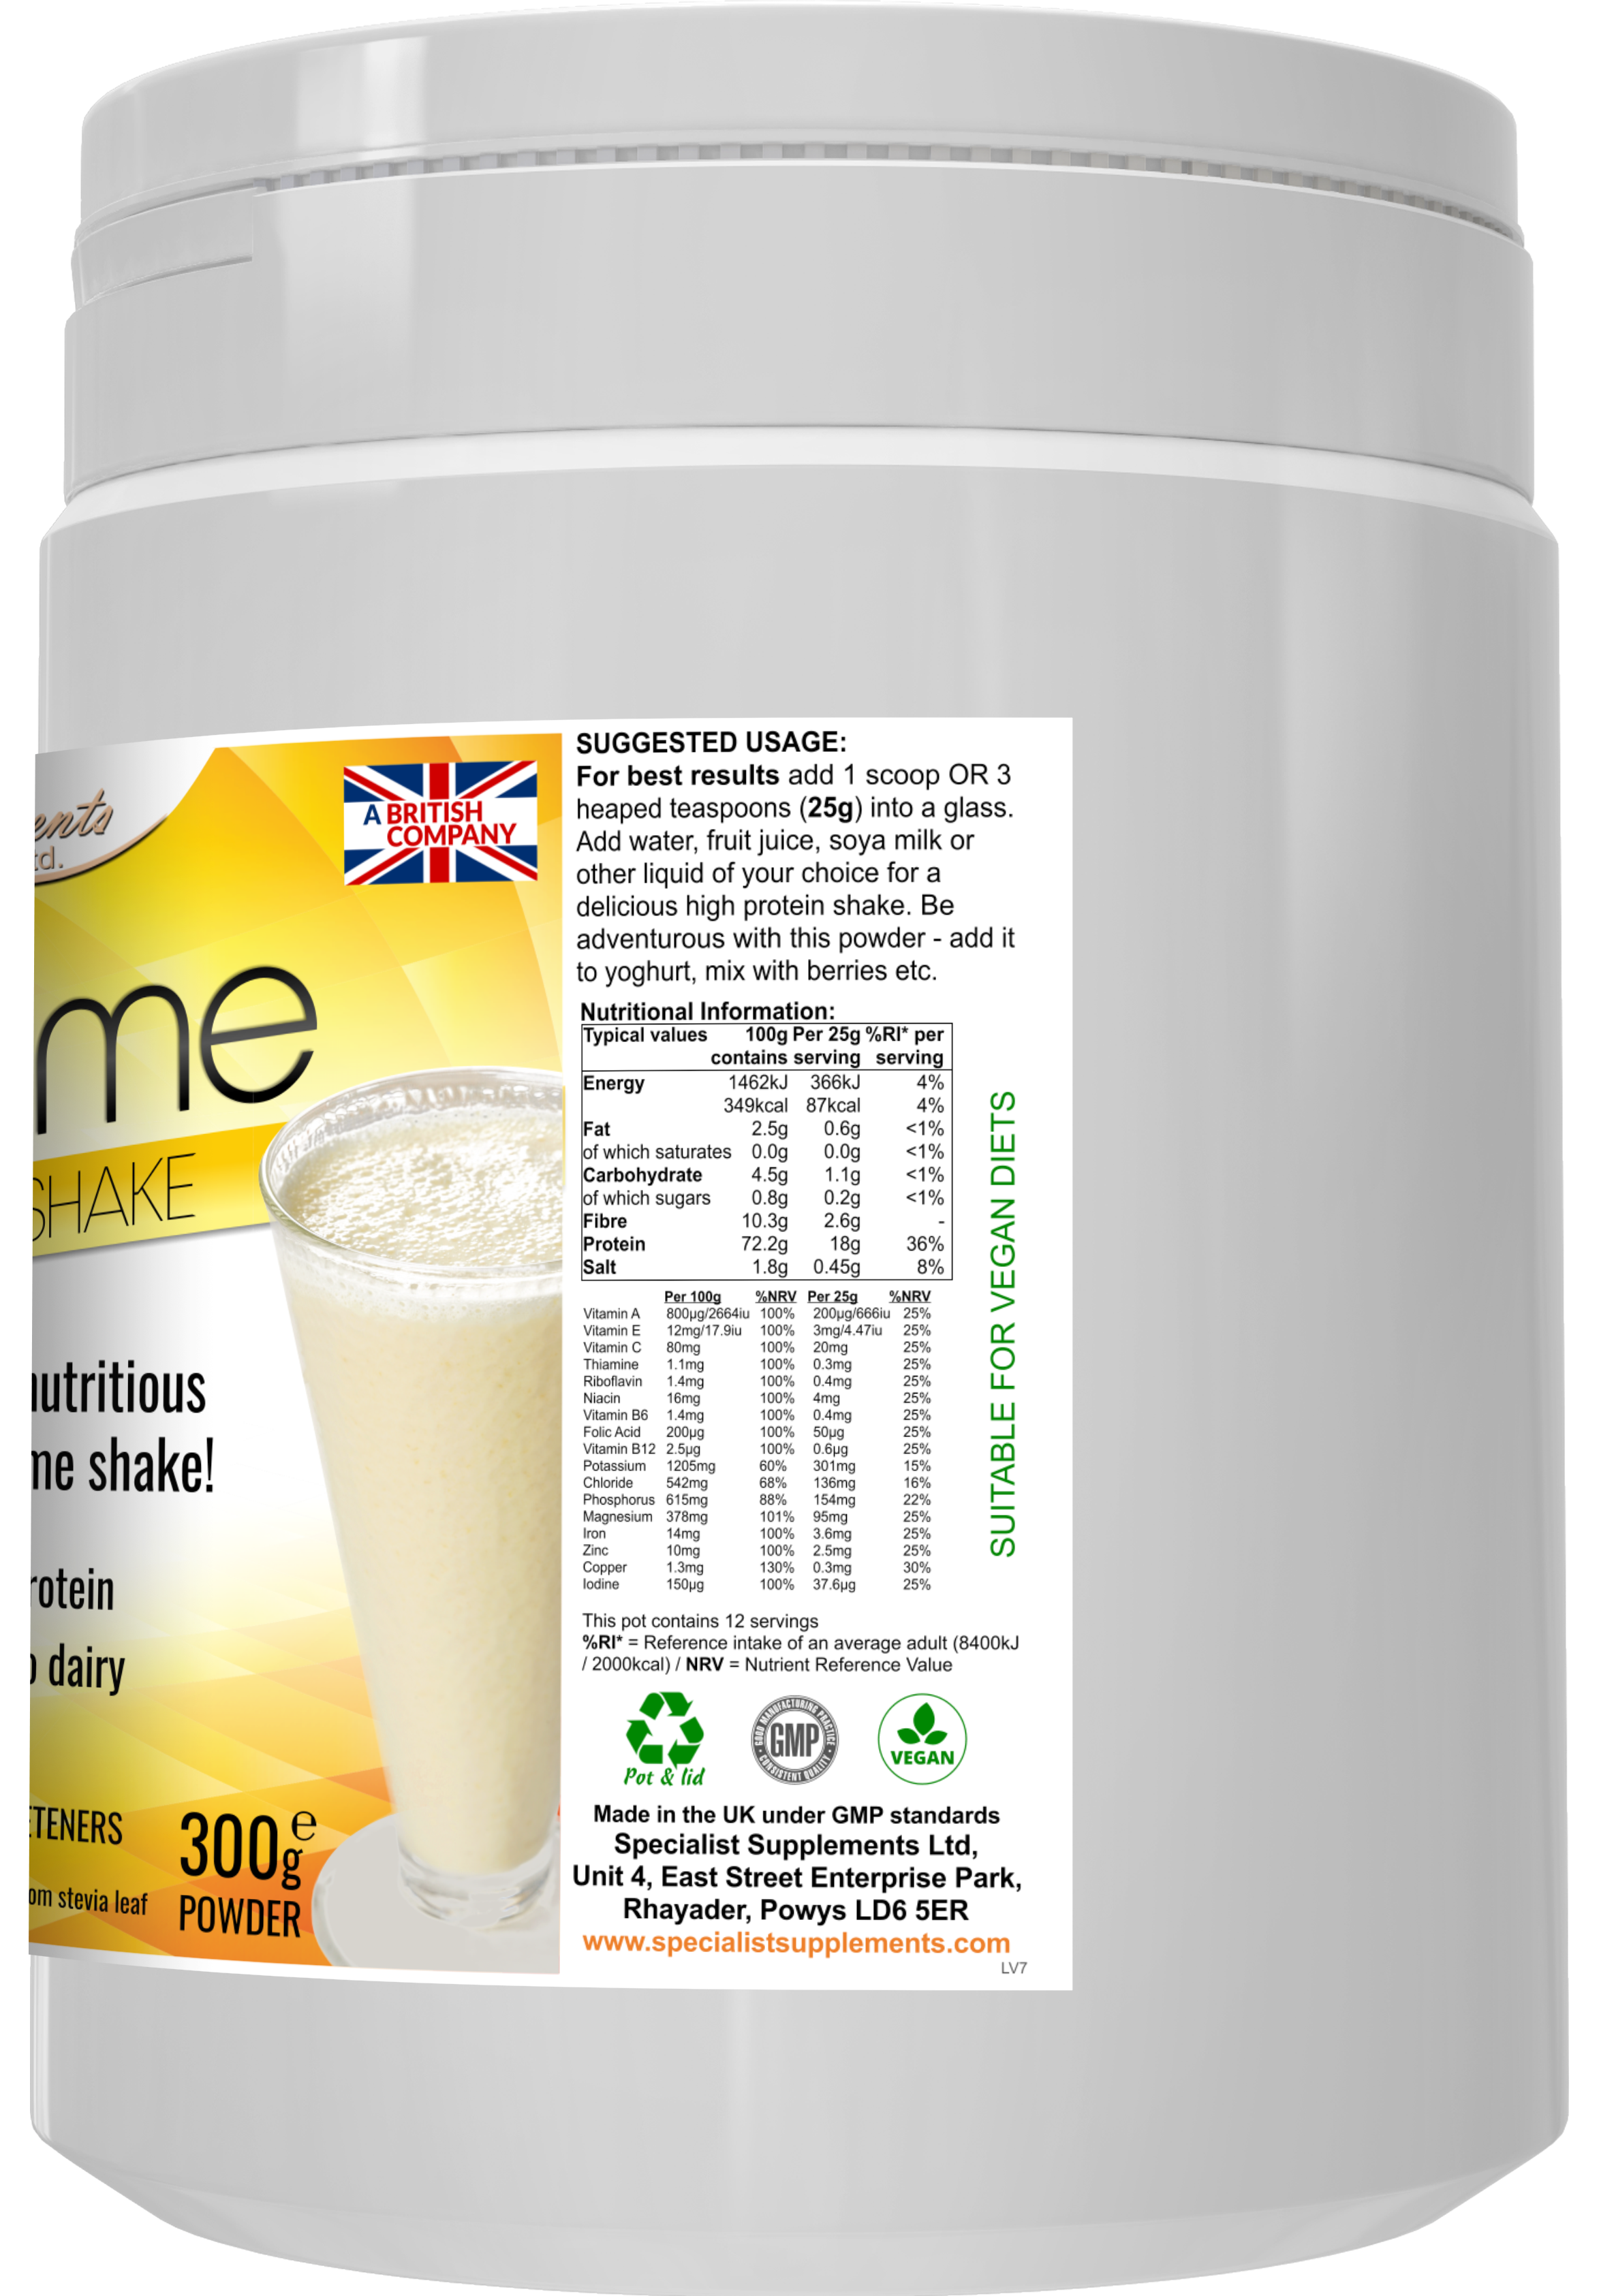 ents
td.
A BRITISH
COMPANY
me
SHAKE
nutritious
me shake!
rotein
dairy
TENERS
om stevia leaf
300g e
POWDER
SUGGESTED USAGE:
For best results add 1 scoop OR 3
heaped teaspoons (25g) into a glass.
Add water, fruit juice, soya milk or
other liquid of your choice for a
delicious high protein shake. Be
adventurous with this powder - add it
to yoghurt, mix with berries etc.
Nutritional Information:
Typical values 100g Per 25g %RI* per
contains serving serving
Energy 1462kJ 366kJ 4%
349kcal 87kcal 4%
Fat 2.5g 0.6g <1%
of which saturates 0.0g 0.0g <1%
Carbohydrate 4.5g 1.1g <1%
of which sugars 0.8g 0.2g <1%
Fibre 10.3g 2.6g -
Protein 72.2g 18g 36%
Salt 1.8g 0.45g 8%
Per 100g %NRV Per 25g %NRV
Vitamin A 800µg/2664iu 100% 200µg/666iu 25%
Vitamin E 12mg/17.9iu 100% 3mg/4.47iu 25%
Vitamin C 80mg 100% 20mg 25%
Thiamine 1.1mg 100% 0.3mg 25%
Riboflavin 1.4mg 100% 0.4mg 25%
Niacin 16mg 100% 4mg 25%
Vitamin B6 1.4mg 100% 0.4mg 25%
Folic Acid 200µg 100% 50µg 25%
Vitamin B12 2.5µg 100% 0.6µg 25%
Potassium 1205mg 60% 301mg 15%
Chloride 542mg 68% 136mg 16%
Phosphorus 615mg 88% 154mg 22%
Magnesium 378mg 101% 95mg 25%
Iron 14mg 100% 3.6mg 25%
Zinc 10mg 100% 2.5mg 25%
Copper 1.3mg 130% 0.3mg 30%
Iodine 150µg 100% 37.6µg 25%
SUITABLE FOR VEGAN DIETS
This pot contains 12 servings
%RI* = Reference intake of an average adult (8400kJ
/ 2000kcal) / NRV = Nutrient Reference Value
Pot & lid
GOOD MANUFACTURING PRACTICE
GMP
CONSISTENT QUALITY
VEGAN
Made in the UK under GMP standards
Specialist Supplements Ltd,
Unit 4, East Street Enterprise Park,
Rhayader, Powys LD6 5ER
www.specialistsupplements.com
LV7